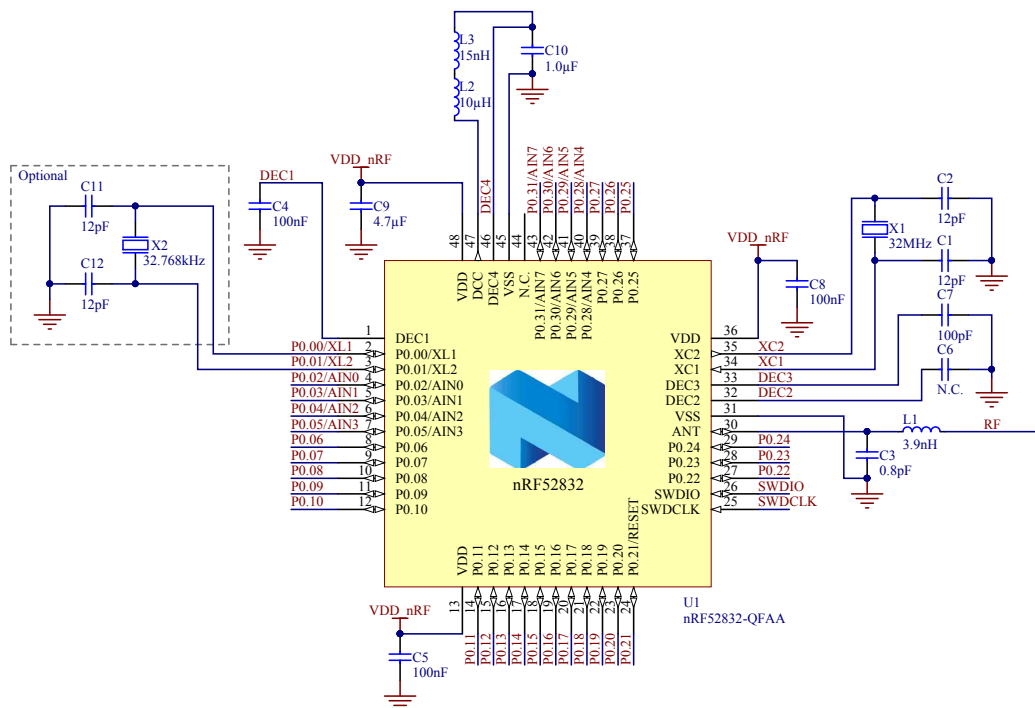 L3
15nH
L2
10µH
C10
1.0µF
Optional
C11
12pF
X2
32.768kHz
C12
12pF
DEC1
C4
100nF
VDD_nRF
C9
4.7µF
DEC4
P0.31/AIN7
P0.30/AIN6
P0.29/AIN5
P0.28/AIN4
P0.27
P0.26
P0.25
48
47
46
45
44
43
42
41
40
39
38
37
VDD
DCC
DEC4
VSS
N.C.
P0.31/AIN7
P0.30/AIN6
P0.29/AIN5
P0.28/AIN4
P0.27
P0.26
P0.25
C2
12pF
X1
32MHz
C1
12pF
VDD_nRF
C8
100nF
C7
100pF
C6
N.C.
1 DEC1
P0.00/XL1 2 P0.00/XL1
P0.01/XL2 3 P0.01/XL2
P0.02/AIN0 4 P0.02/AIN0
P0.03/AIN1 5 P0.03/AIN1
P0.04/AIN2 6 P0.04/AIN2
P0.05/AIN3 7 P0.05/AIN3
P0.06 8 P0.06
P0.07 9 P0.07
P0.08 10 P0.08
P0.09 11 P0.09
P0.10 12 P0.10
nRF52832
VDD 36
XC2 35 XC2
XC1 34 XC1
DEC3 33 DEC3
DEC2 32 DEC2
VSS 31
ANT 30
P0.24 29 P0.24
P0.23 28 P0.23
P0.22 27 P0.22
SWDIO 26 SWDIO
SWDCLK 25 SWDCLK
L1
3.9nH
RF
C3
0.8pF
VDD
P0.11
P0.12
P0.13
P0.14
P0.15
P0.16
P0.17
P0.18
P0.19
P0.20
P0.21/RESET
13
14
15
16
17
18
19
20
21
22
23
24
U1
nRF52832-QFAA
VDD_nRF
C5
100nF
P0.11
P0.12
P0.13
P0.14
P0.15
P0.16
P0.17
P0.18
P0.19
P0.20
P0.21